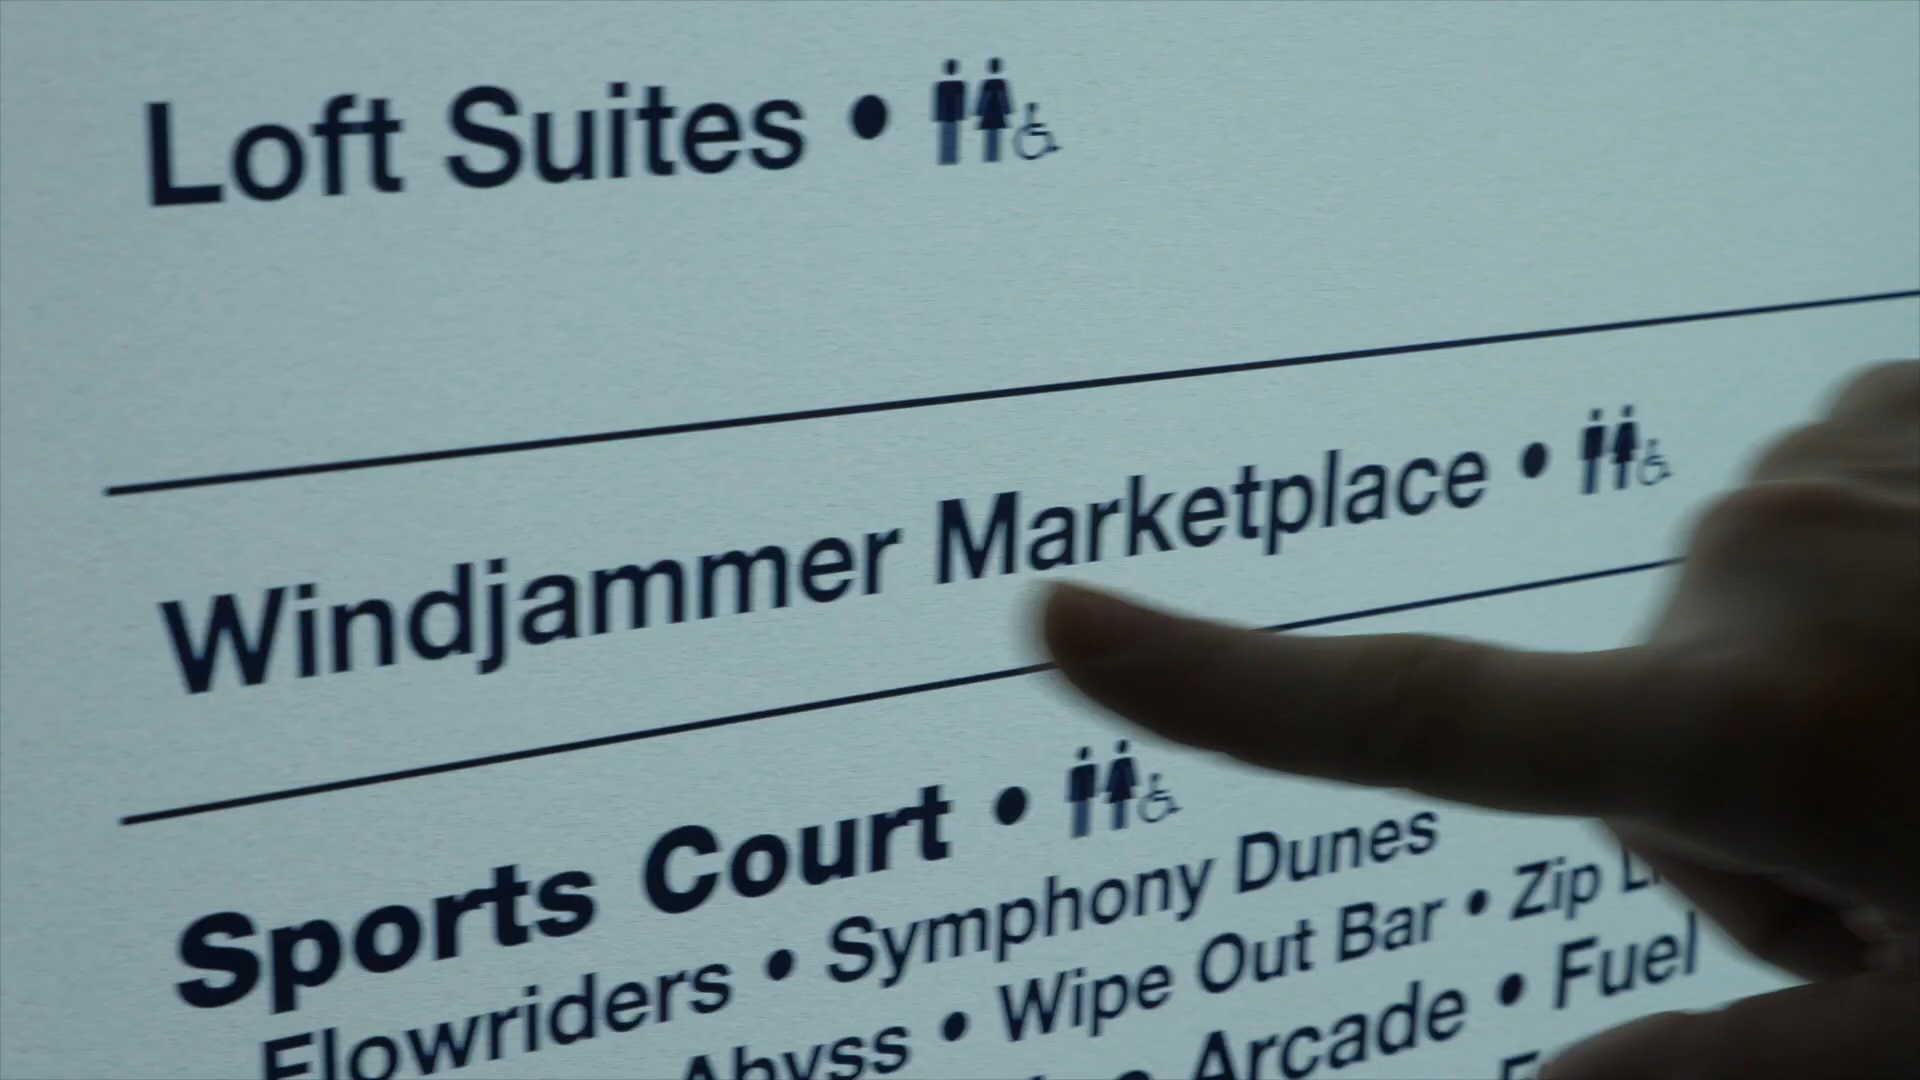 Loft Suites •
Windjammer Marketplace •
Sports Court •
Flowriders • Symphony Dunes
Abyss • Wipe Out Bar • Zip
Arcade • Fuel